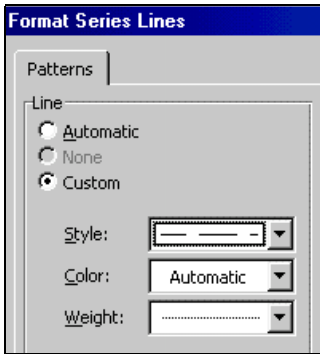 Format Series Lines
Patterns
Line
Automatic
None
Custom
Style:
Color: Automatic
Weight: